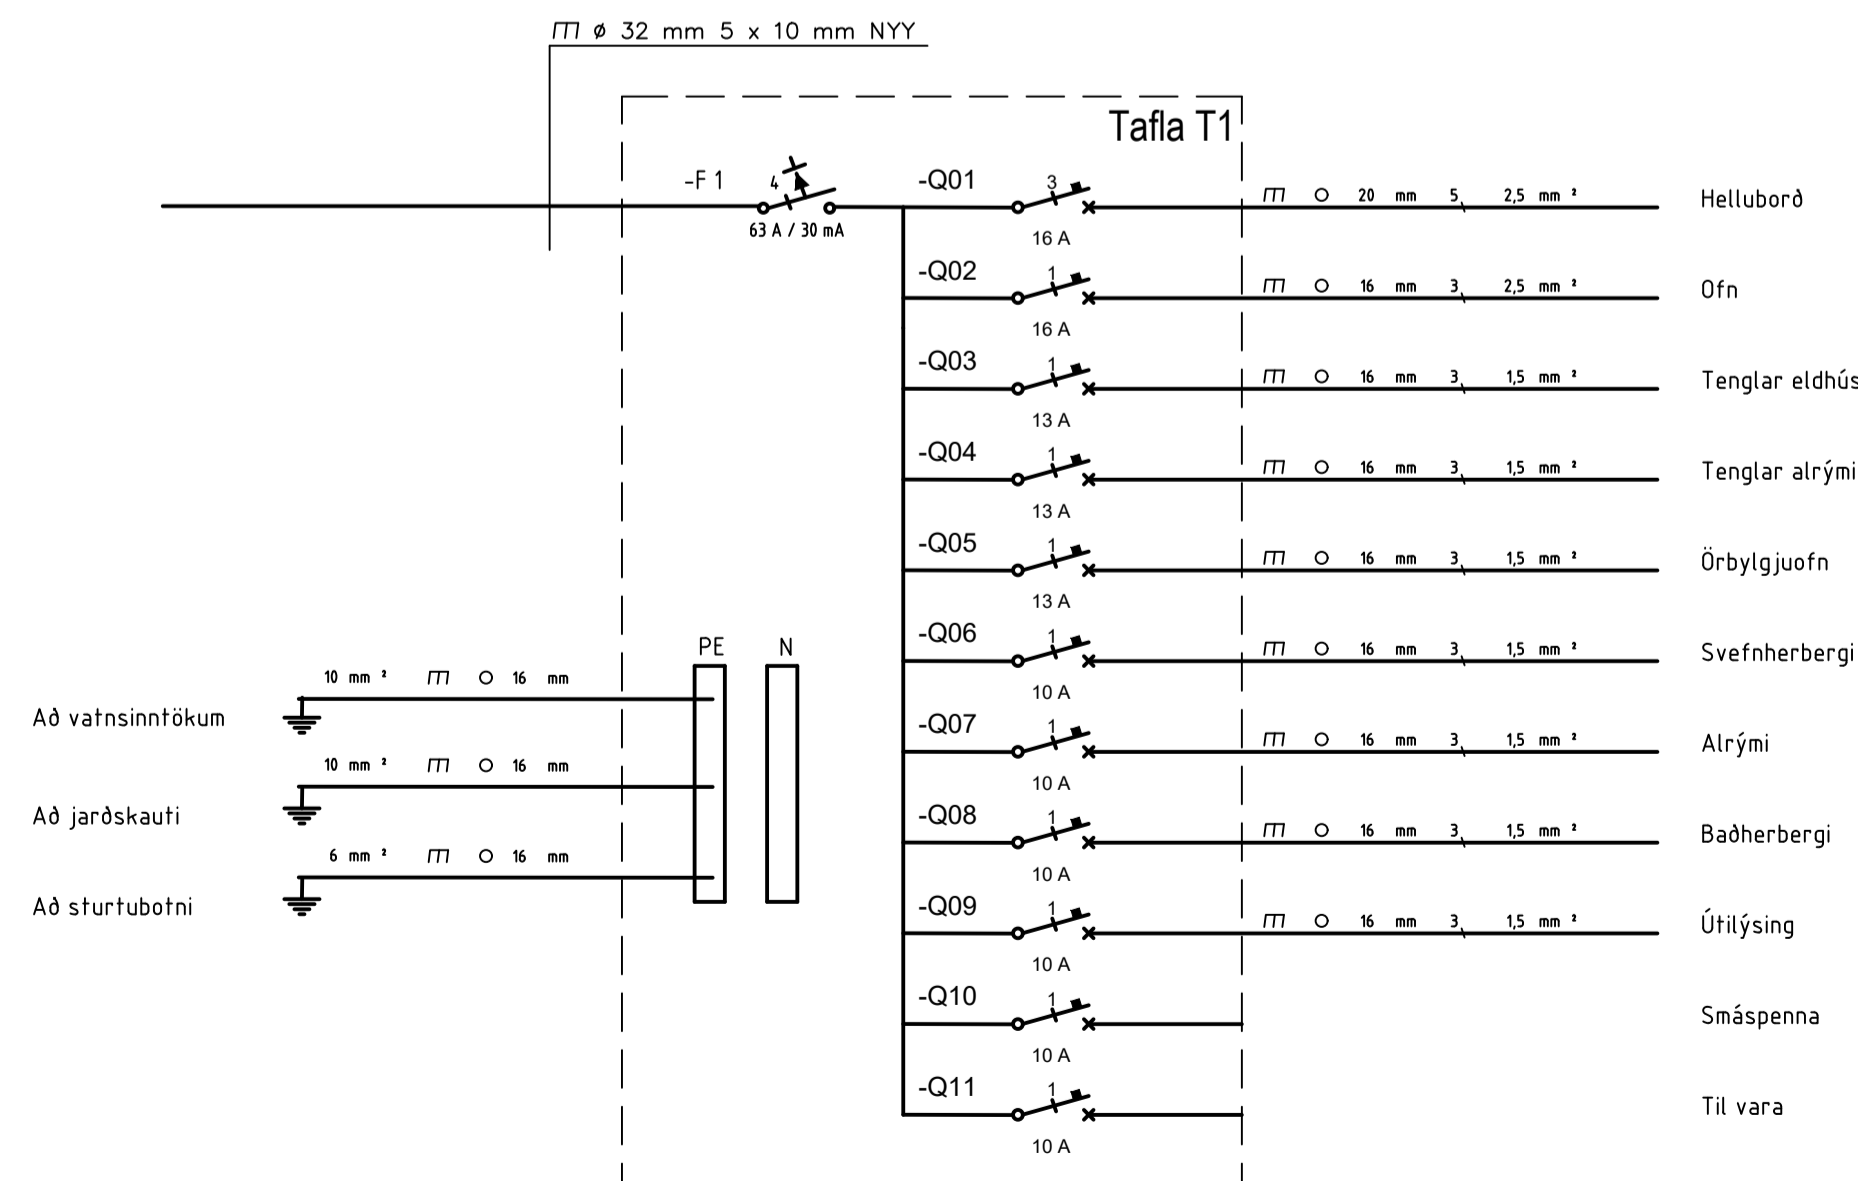 ø 32 mm 5 x 10 mm NYY
Tafla T1
-F 1 4
63 A / 30 mA
-Q01 3 20 mm 5 2,5 mm ² Helluborð
16 A
-Q02 1 16 mm 3 2,5 mm ² Ofn
16 A
-Q03 1 16 mm 3 1,5 mm ² Tenglar eldhús
13 A
-Q04 1 16 mm 3 1,5 mm ² Tenglar alrými
13 A
-Q05 1 16 mm 3 1,5 mm ² Örbylgjuofn
13 A
-Q06 1 16 mm 3 1,5 mm ² Svefnherbergi
10 A
-Q07 1 16 mm 3 1,5 mm ² Alrými
10 A
-Q08 1 16 mm 3 1,5 mm ² Baðherbergi
10 A
-Q09 1 16 mm 3 1,5 mm ² Útilýsing
10 A
-Q10 1 Smáspenna
10 A
-Q11 1 Til vara
10 A
PE N
10 mm ² 16 mm
Að vatnsinntökum
10 mm ² 16 mm
Að jarðskauti
6 mm ² 16 mm
Að sturtubotni